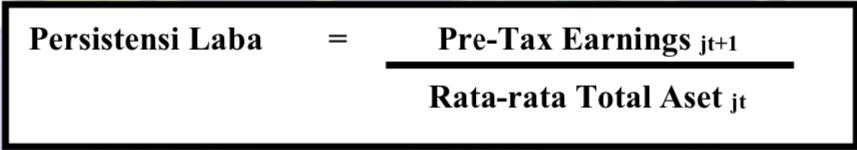 Persistensi Laba = Pre-Tax Earnings jt+1
Rata-rata Total Aset jt